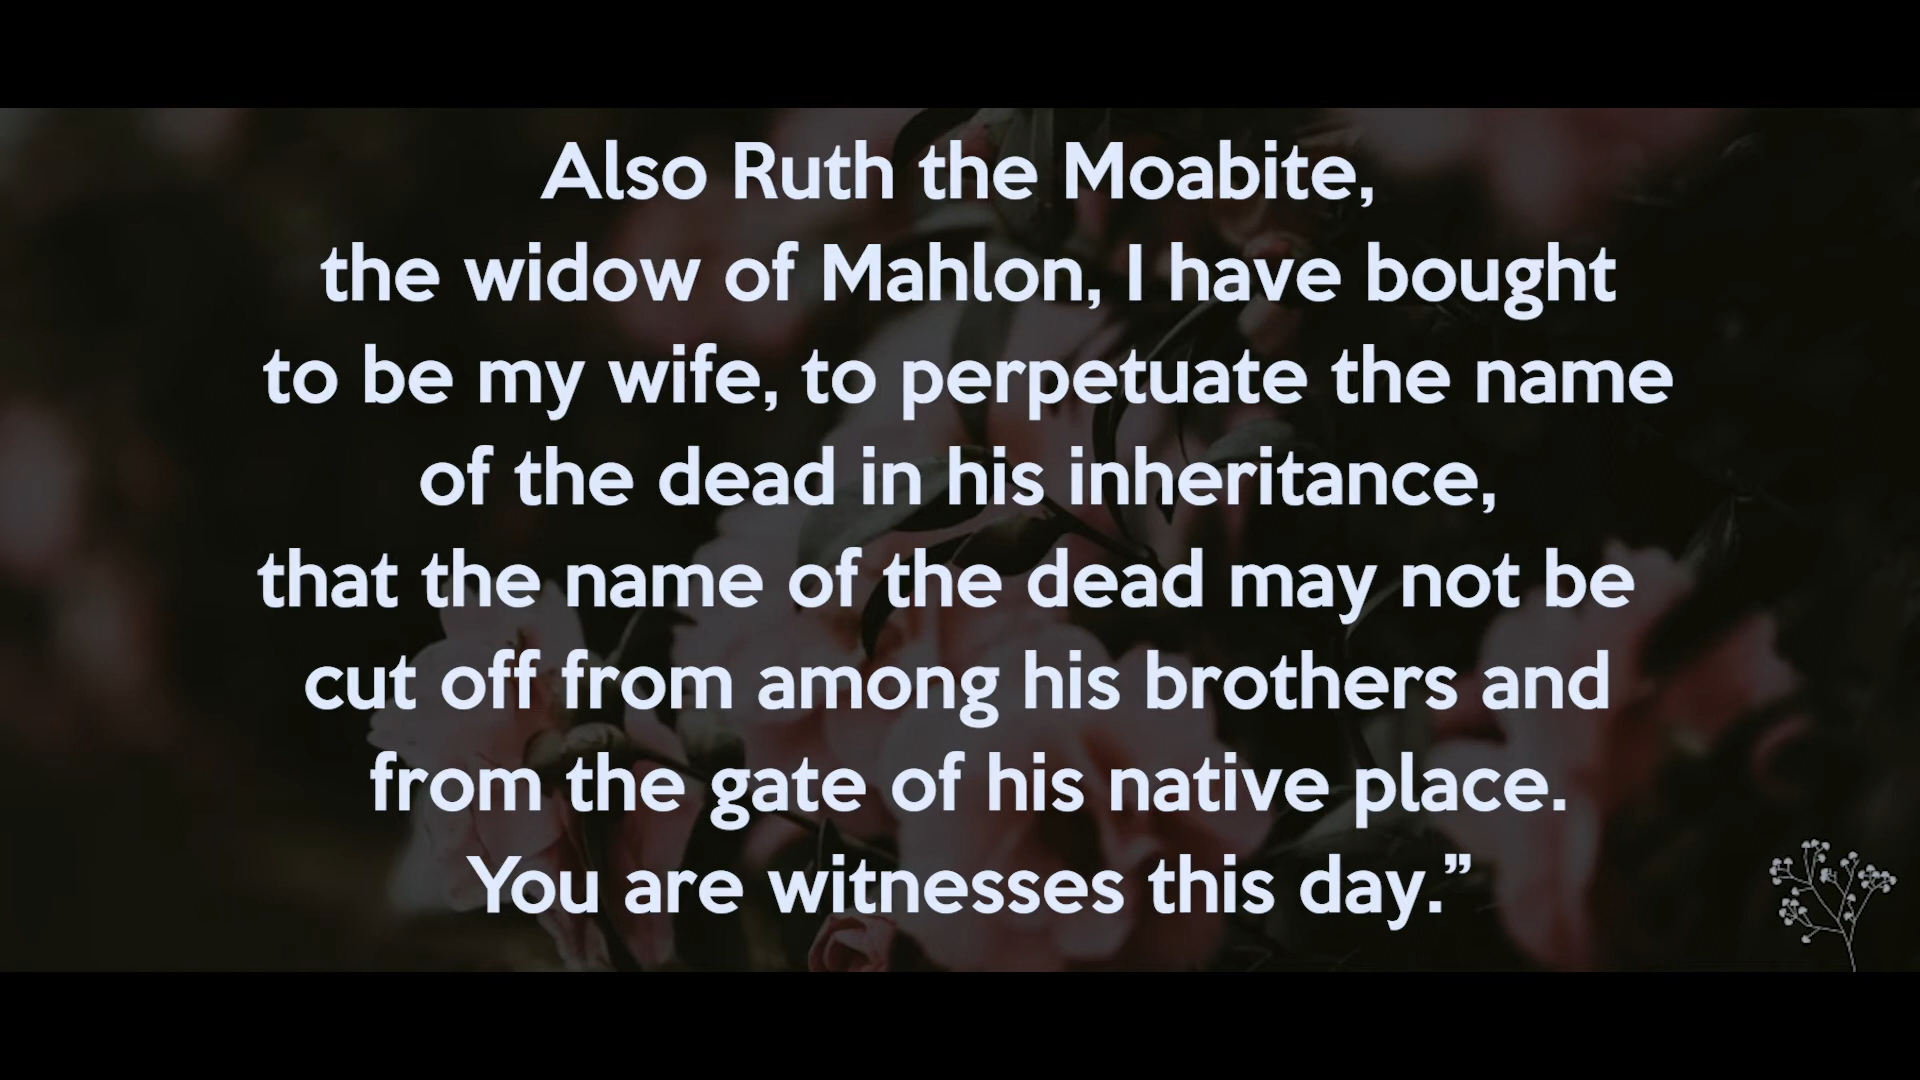 Also Ruth the Moabite,
the widow of Mahlon, I have bought
to be my wife, to perpetuate the name
of the dead in his inheritance,
that the name of the dead may not be
cut off from among his brothers and
from the gate of his native place.
You are witnesses this day.”